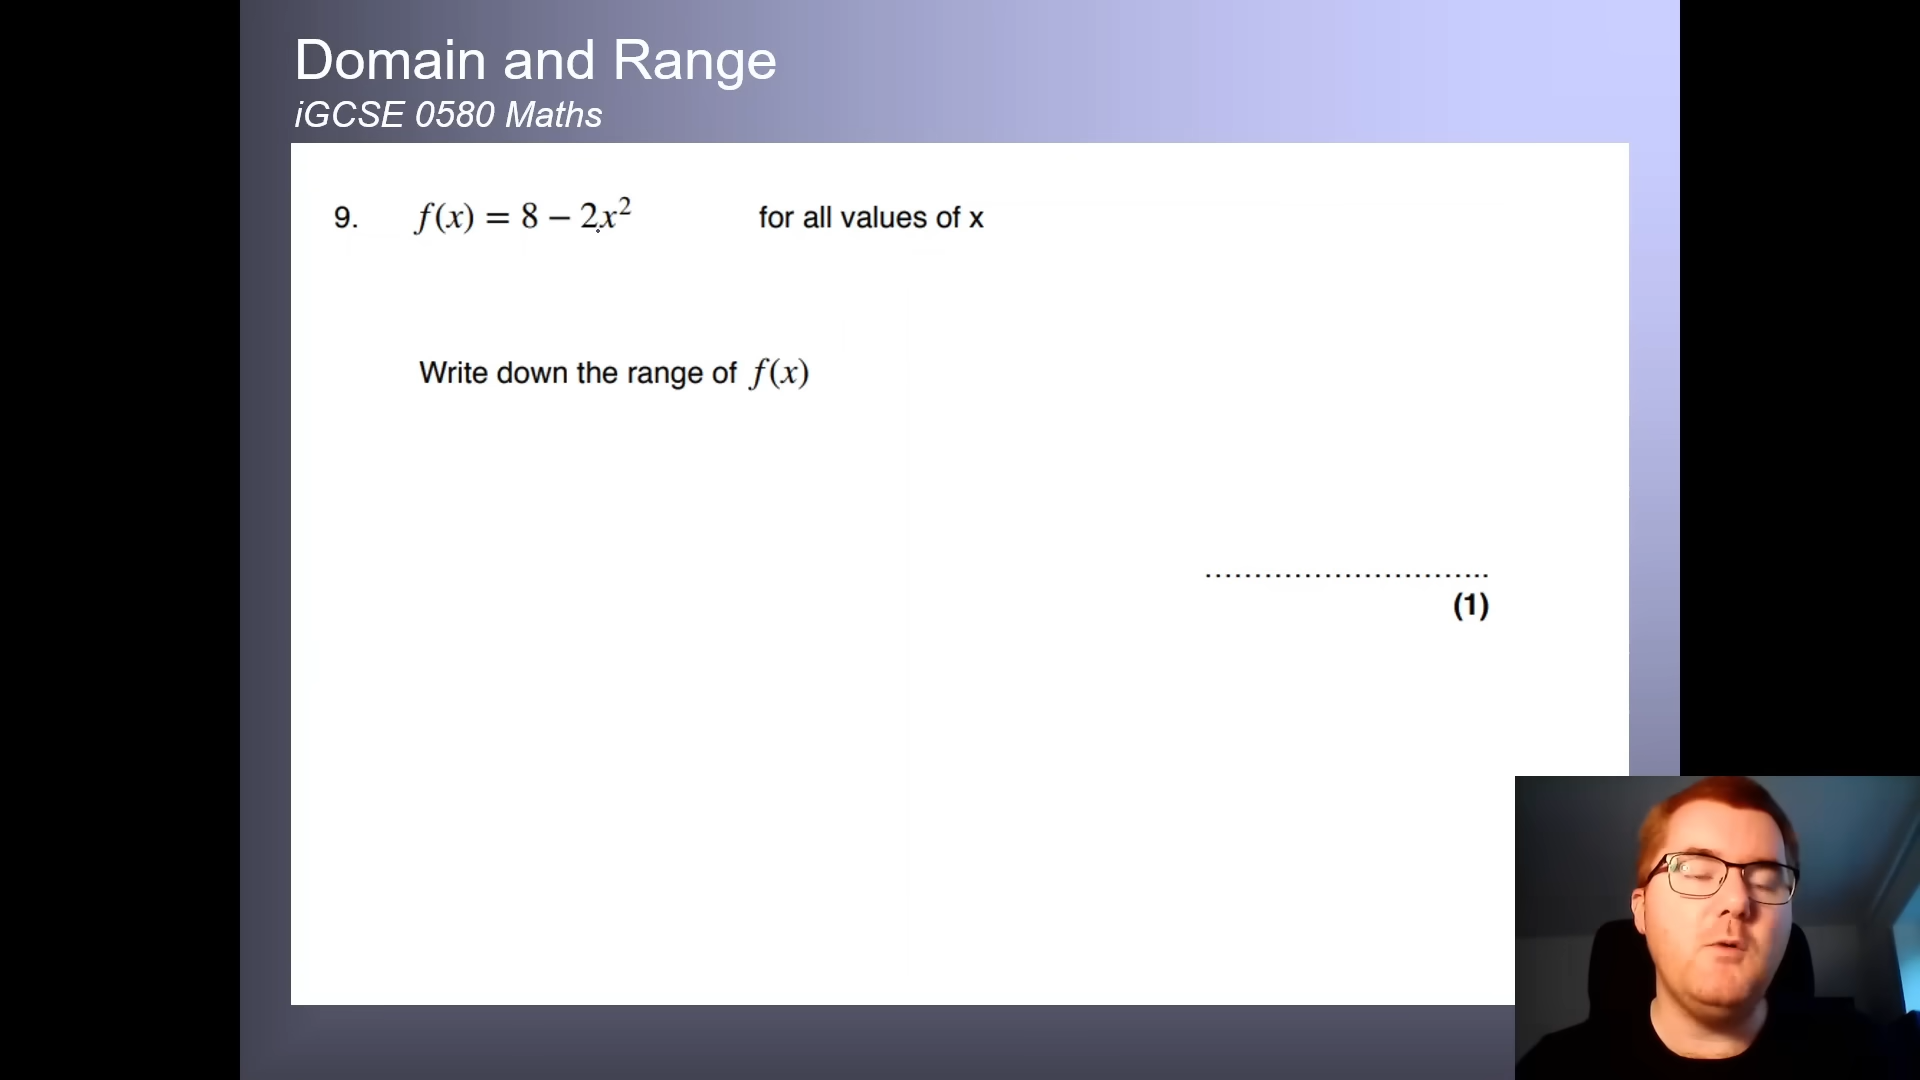 Domain and Range
iGCSE 0580 Maths
9. f(x) = 8 − 2x² for all values of x
Write down the range of f(x)
................................
(1)